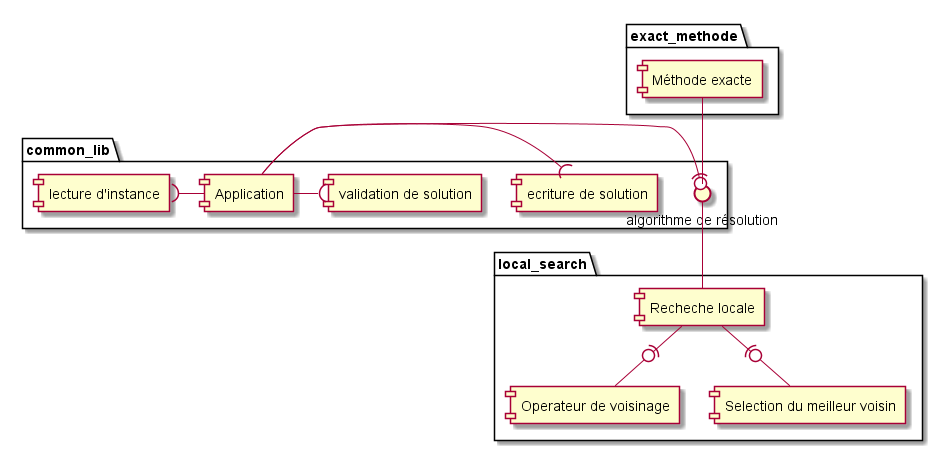 exact_methode
Méthode exacte
common_lib
lecture d'instance
Application
validation de solution
ecriture de solution
algorithme de résolution
local_search
Recheche locale
Operateur de voisinage
Selection du meilleur voisin